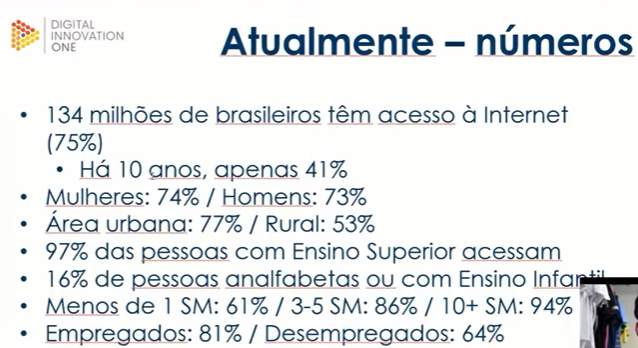 DIGITAL
INNOVATION
ONE
Atualmente – números
• 134 milhões de brasileiros têm acesso à Internet
(75%)
• Há 10 anos, apenas 41%
• Mulheres: 74% / Homens: 73%
• Área urbana: 77% / Rural: 53%
• 97% das pessoas com Ensino Superior acessam
• 16% de pessoas analfabetas ou com Ensino Infantil
• Menos de 1 SM: 61% / 3-5 SM: 86% / 10+ SM: 94%
• Empregados: 81% / Desempregados: 64%